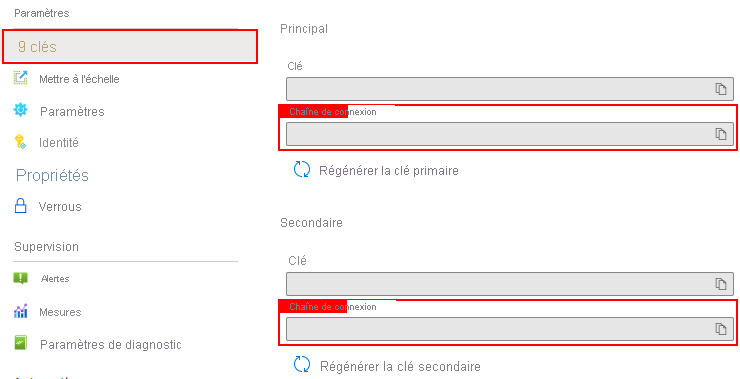 Paramètres
9 clés
Mettre à l'échelle
Paramètres
Identité
Propriétés
Verrous
Supervision
Alertes
Mesures
Paramètres de diagnostic
Principal
Clé
Chaîne de connexion
Régénérer la clé primaire
Secondaire
Clé
Chaîne de connexion
Régénérer la clé secondaire